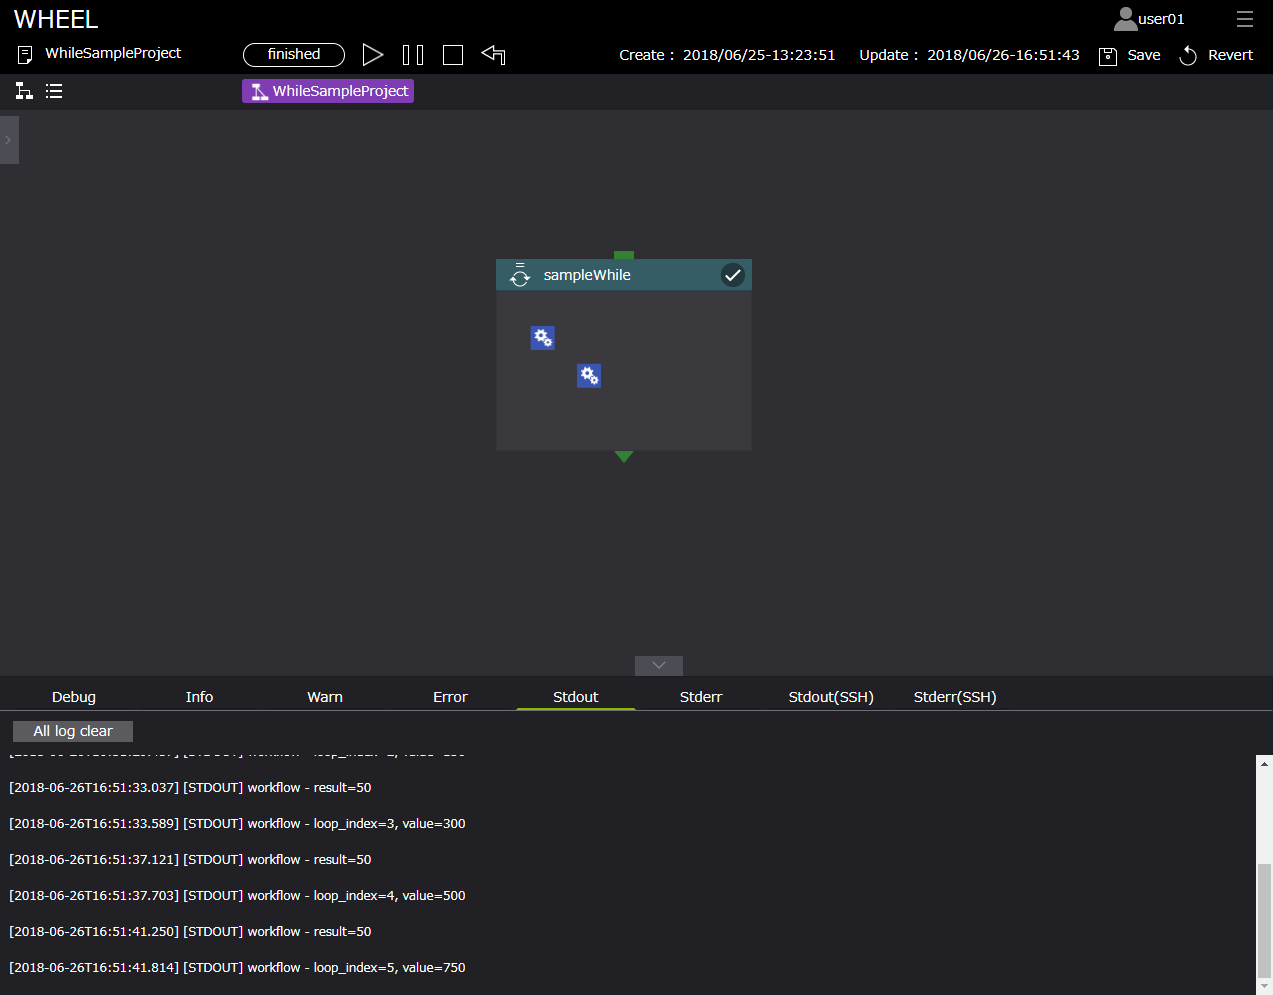 WHEEL
user01
WhileSampleProject
finished
Create : 2018/06/25-13:23:51
Update : 2018/06/26-16:51:43
Save
Revert
WhileSampleProject
sampleWhile
Debug
Info
Warn
Error
Stdout
Stderr
Stdout(SSH)
Stderr(SSH)
All log clear
[2018-06-26T16:51:33.037] [STDOUT] workflow - result=50
[2018-06-26T16:51:33.589] [STDOUT] workflow - loop_index=3, value=300
[2018-06-26T16:51:37.121] [STDOUT] workflow - result=50
[2018-06-26T16:51:37.703] [STDOUT] workflow - loop_index=4, value=500
[2018-06-26T16:51:41.250] [STDOUT] workflow - result=50
[2018-06-26T16:51:41.814] [STDOUT] workflow - loop_index=5, value=750